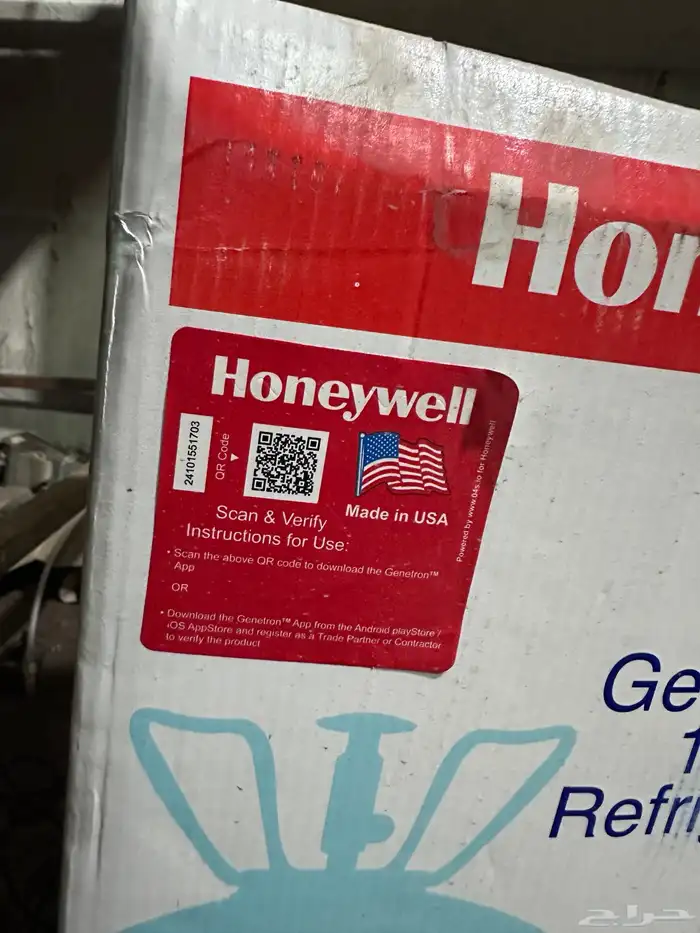 Hon
Honeywell
24101551703
QR Code
Made in USA
Powered by www.04s.io for Honeywell
Scan & Verify
Instructions for Use:
• Scan the above QR code to download the Genetron™
App
OR
• Download the Genetron™ App from the Android playStore /
iOS AppStore and register as a Trade Partner or Contractor
to verify the product
Ge
1
Refri
حراج